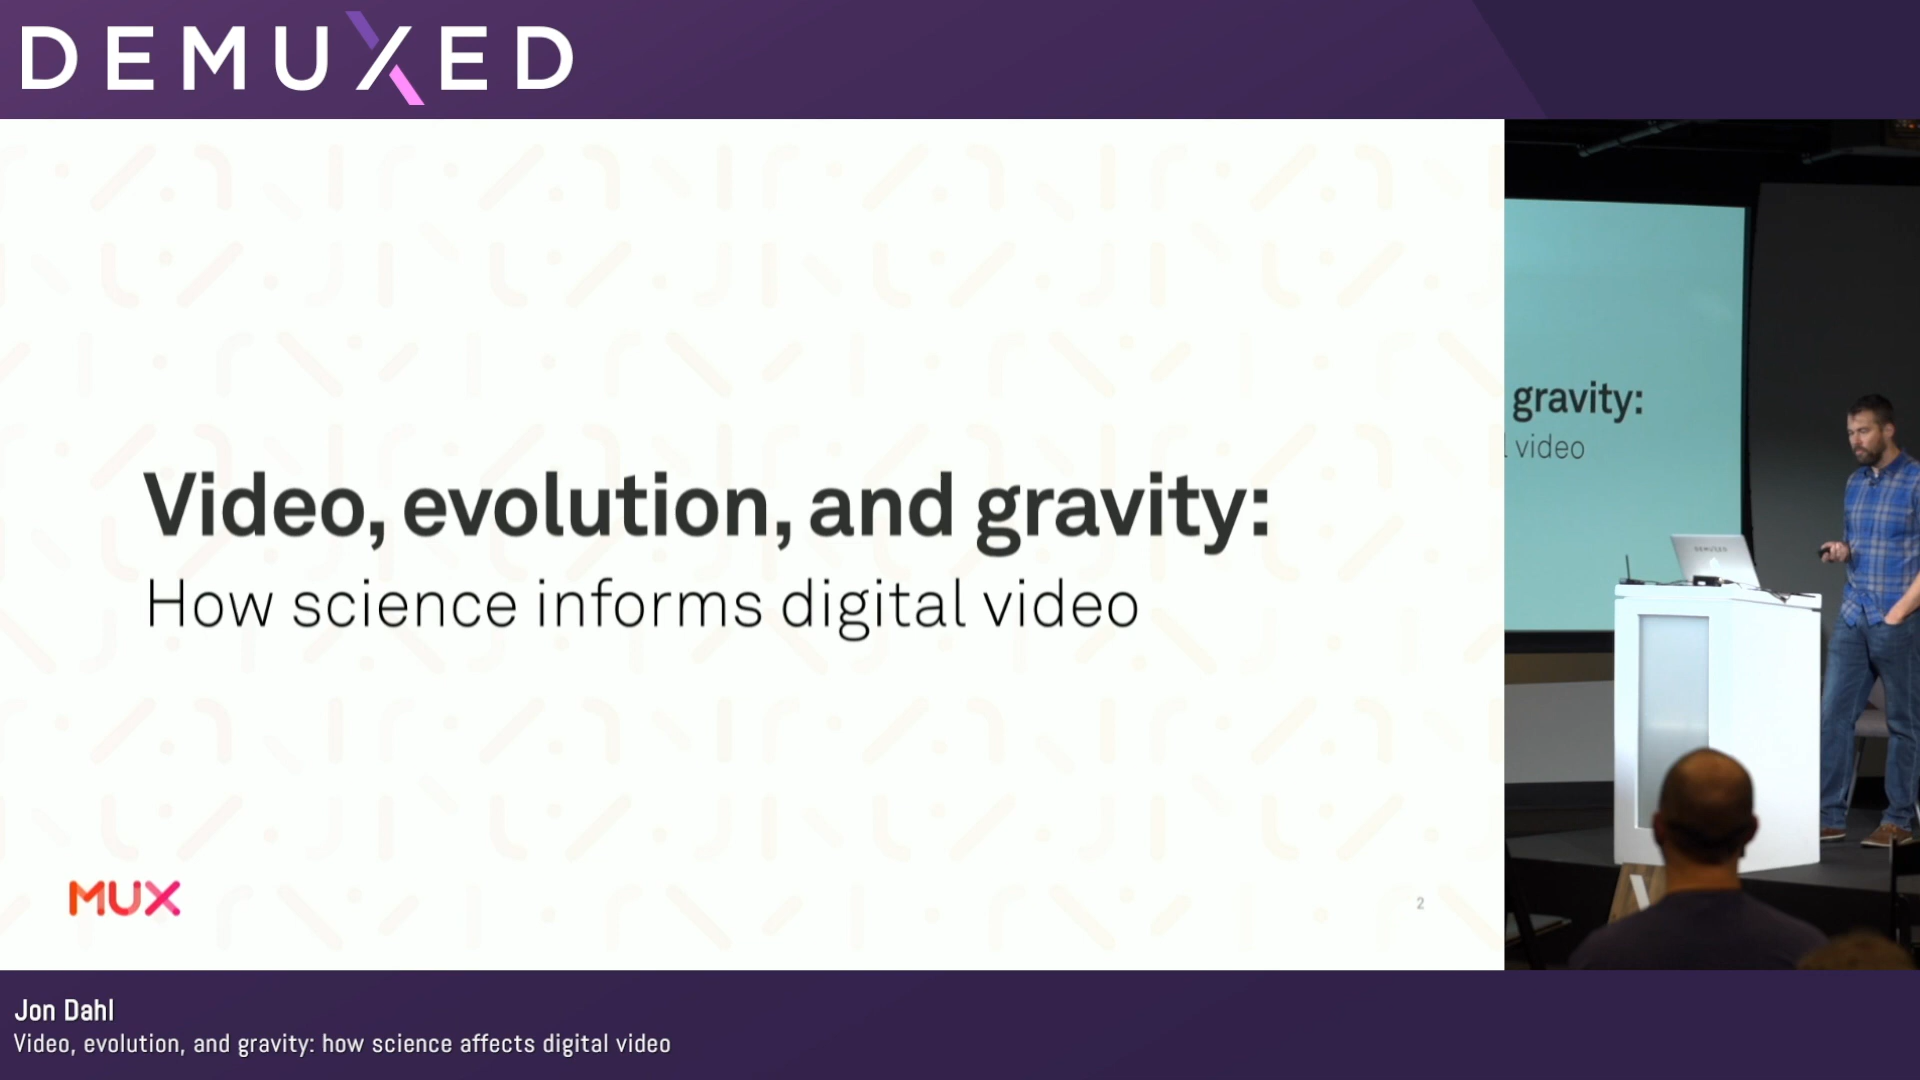 DEMUXED
Video, evolution, and gravity:
How science informs digital video
MUX
2
gravity:
l video
DEMUXED
Jon Dahl
Video, evolution, and gravity: how science affects digital video